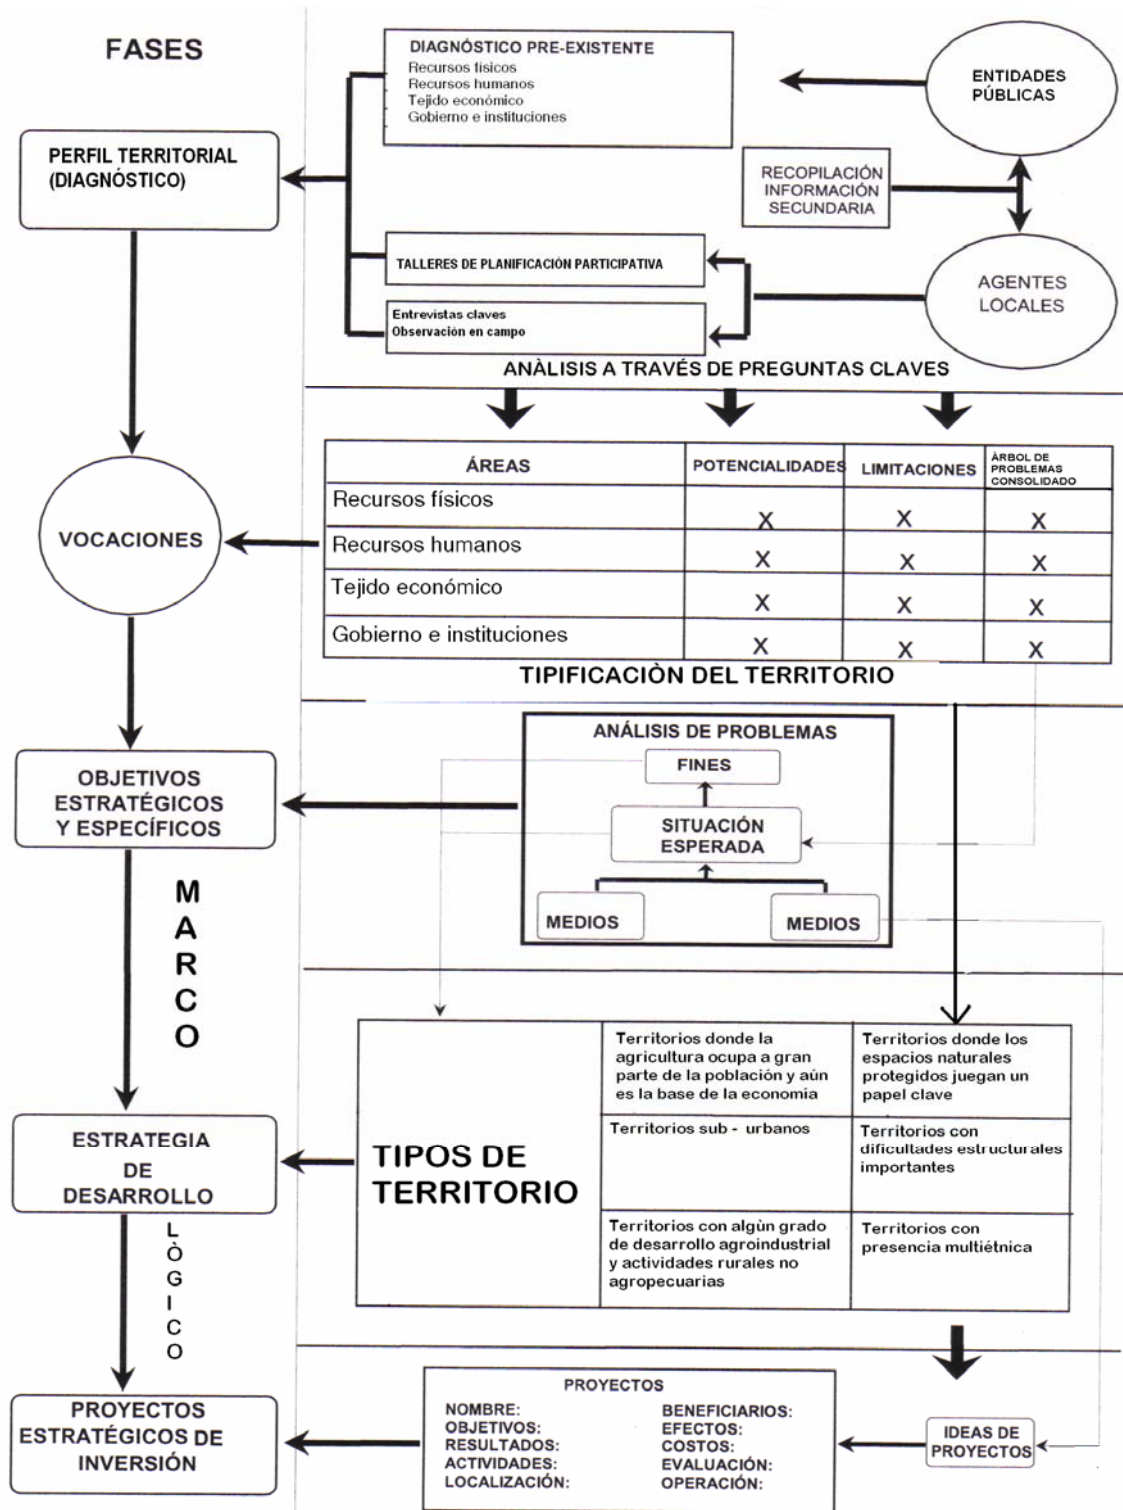 FASES
DIAGNÓSTICO PRE-EXISTENTE
Recursos físicos
Recursos humanos
Tejido económico
Gobierno e instituciones
ENTIDADES
PÚBLICAS
PERFIL TERRITORIAL
(DIAGNÓSTICO)
RECOPILACIÓN
INFORMACIÓN
SECUNDARIA
TALLERES DE PLANIFICACIÓN PARTICIPATIVA
AGENTES
LOCALES
Entrevistas claves
Observación en campo
ANÀLISIS A TRAVÉS DE PREGUNTAS CLAVES
ÁREAS
POTENCIALIDADES
LIMITACIONES
ÀRBOL DE
PROBLEMAS
CONSOLIDADO
Recursos físicos
X X X
Recursos humanos
X X X
Tejido económico
X X X
Gobierno e instituciones
X X X
VOCACIONES
TIPIFICACIÒN DEL TERRITORIO
ANÁLISIS DE PROBLEMAS
FINES
SITUACIÓN
ESPERADA
MEDIOS
MEDIOS
OBJETIVOS
ESTRATÉGICOS
Y ESPECÍFICOS
M
A
R
C
O
TIPOS DE
TERRITORIO
Territorios donde la
agricultura ocupa a gran
parte de la población y aún
es la base de la economía
Territorios donde los
espacios naturales
protegidos juegan un
papel clave
Territorios sub - urbanos
Territorios con
dificultades estructurales
importantes
Territorios con algùn grado
de desarrollo agroindustrial
y actividades rurales no
agropecuarias
Territorios con
presencia multiétnica
ESTRATEGIA
DE
DESARROLLO
L
Ò
G
I
C
O
PROYECTOS
NOMBRE:
OBJETIVOS:
RESULTADOS:
ACTIVIDADES:
LOCALIZACIÓN:
BENEFICIARIOS:
EFECTOS:
COSTOS:
EVALUACIÓN:
OPERACIÓN:
IDEAS DE
PROYECTOS
PROYECTOS
ESTRATÉGICOS DE
INVERSIÓN